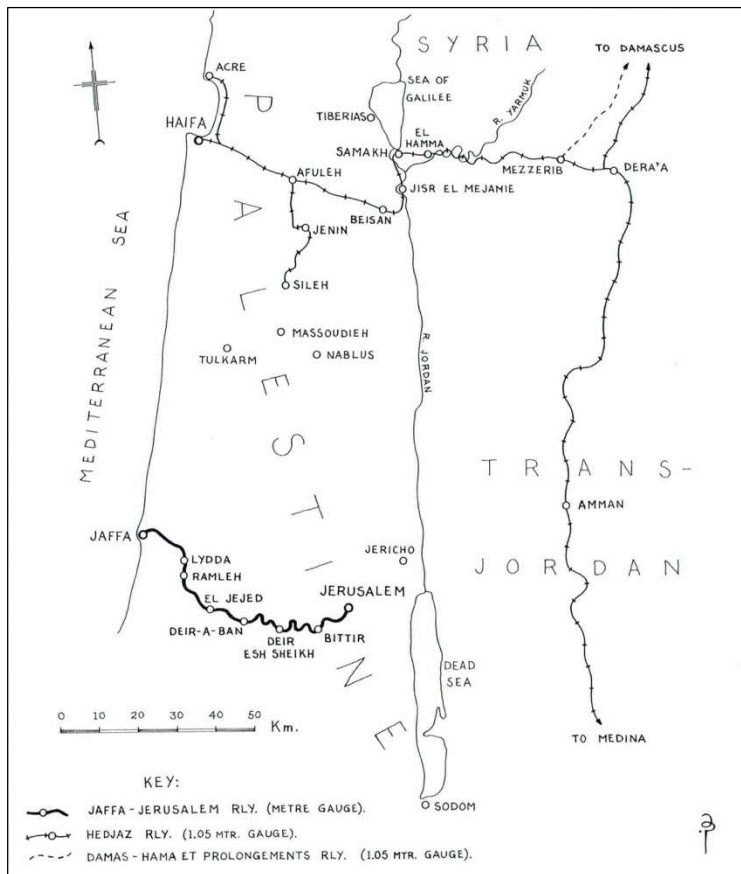 SYRIA
TO DAMASCUS
ACRE
SEA OF
GALILEE
R. YARMUK
TIBERIAS
HAIFA
EL
HAMMA
SAMAKH
MEZZERIB
DERA'A
AFULEH
JISR EL MEJAMIE
BEISAN
JENIN
SILEH
MEDITERRANEAN SEA
PALESTINE
MASSOUDIEH
TULKARM
NABLUS
R. JORDAN
TRANS-
JORDAN
AMMAN
JAFFA
LYDDA
RAMLEH
JERICHO
EL JEJED
JERUSALEM
DEIR-A-BAN
DEIR
ESH SHEIKH
BITTIR
DEAD
SEA
0 10 20 30 40 50 Km.
TO MEDINA
SODOM
KEY:
JAFFA-JERUSALEM RLY. (METRE GAUGE).
HEDJAZ RLY. (1.05 MTR. GAUGE).
DAMAS-HAMA ET PROLONGEMENTS RLY. (1.05 MTR. GAUGE).